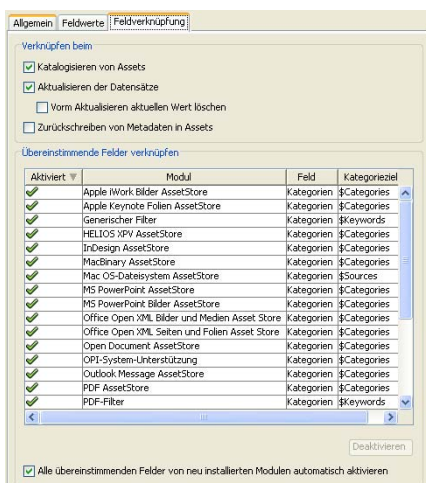 Allgemein Feldwerte Feldverknüpfung
Verknüpfen beim
Katalogisieren von Assets
Aktualisieren der Datensätze
Vorm Aktualisieren aktuellen Wert löschen
Zurückschreiben von Metadaten in Assets
Übereinstimmende Felder verknüpfen
Aktiviert Modul Feld Kategorieziel
Apple iWork Bilder AssetStore Kategorien $Categories
Apple Keynote Folien AssetStore Kategorien $Categories
Generischer Filter Kategorien $Keywords
HELIOS XPV AssetStore Kategorien $Categories
InDesign AssetStore Kategorien $Categories
MacBinary AssetStore Kategorien $Categories
Mac OS-Dateisystem AssetStore Kategorien $Sources
MS PowerPoint AssetStore Kategorien $Categories
MS PowerPoint Bilder AssetStore Kategorien $Categories
Office Open XML Bilder und Medien Asset Store Kategorien $Categories
Office Open XML Seiten und Folien Asset Store Kategorien $Categories
Open Document AssetStore Kategorien $Categories
OPI-System-Unterstützung Kategorien $Categories
Outlook Message AssetStore Kategorien $Categories
PDF AssetStore Kategorien $Categories
PDF-Filter Kategorien $Keywords
Deaktivieren
Alle übereinstimmenden Felder von neu installierten Modulen automatisch aktivieren